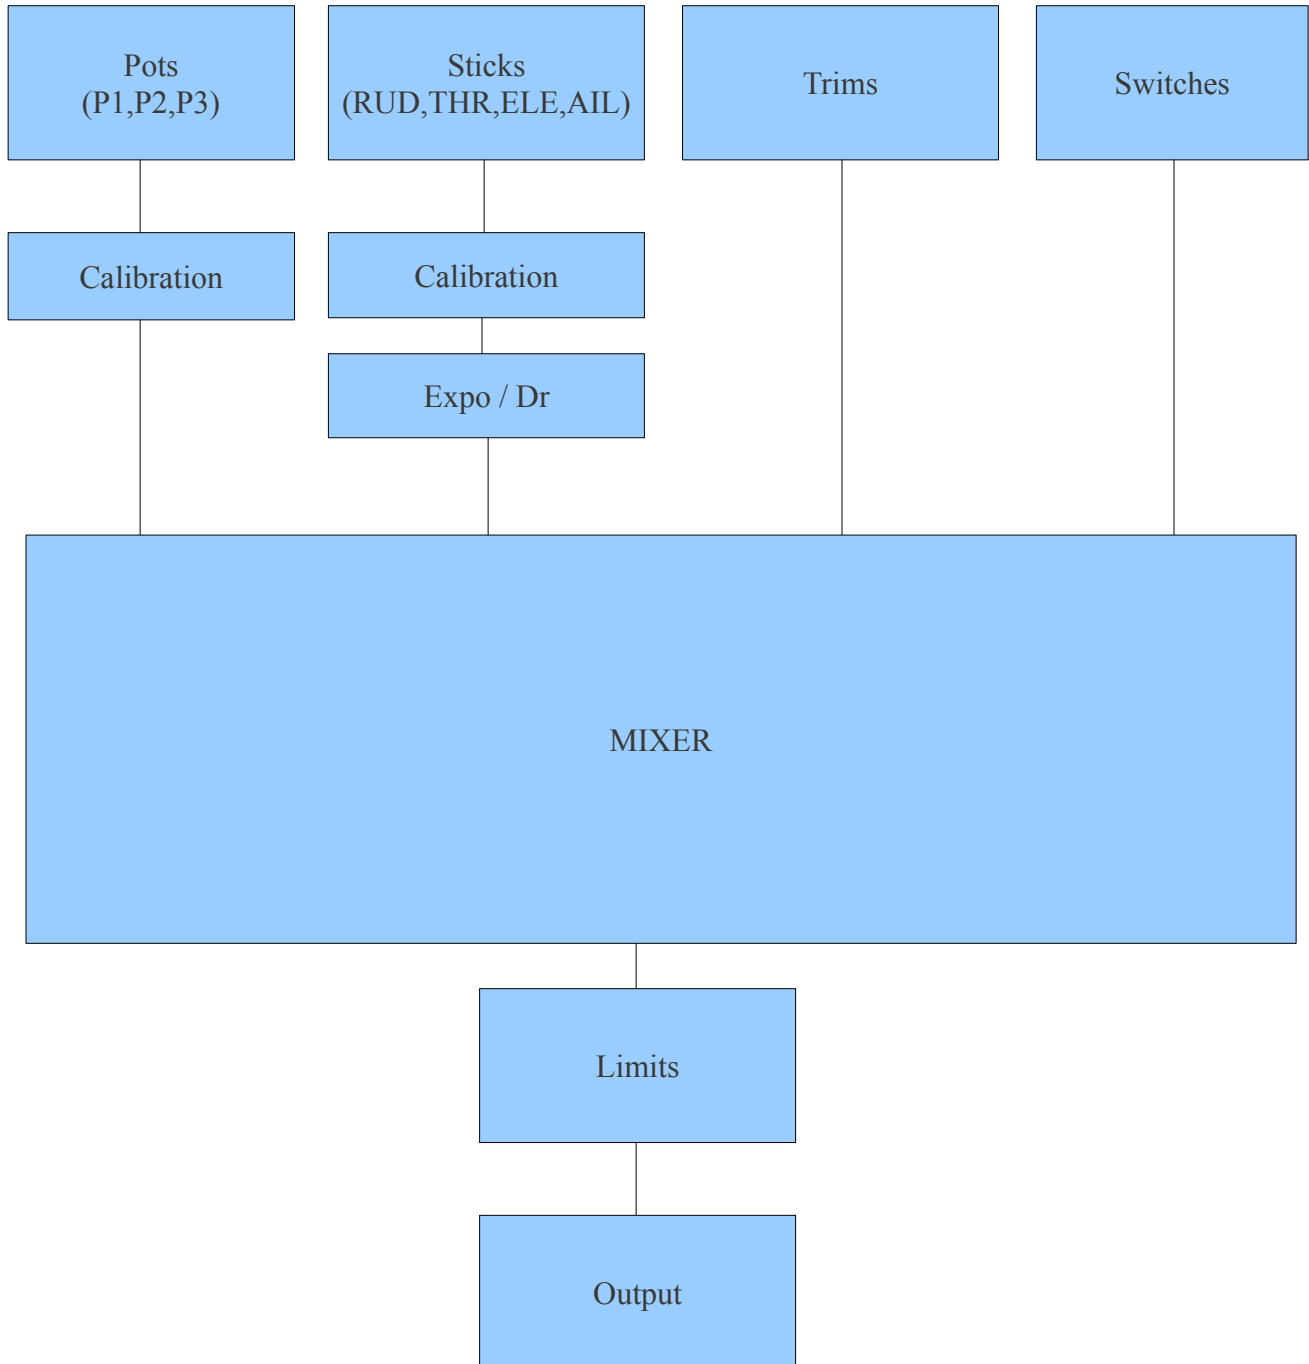 Pots
(P1,P2,P3)
Sticks
(RUD,THR,ELE,AIL)
Trims
Switches
Calibration
Calibration
Expo / Dr
MIXER
Limits
Output